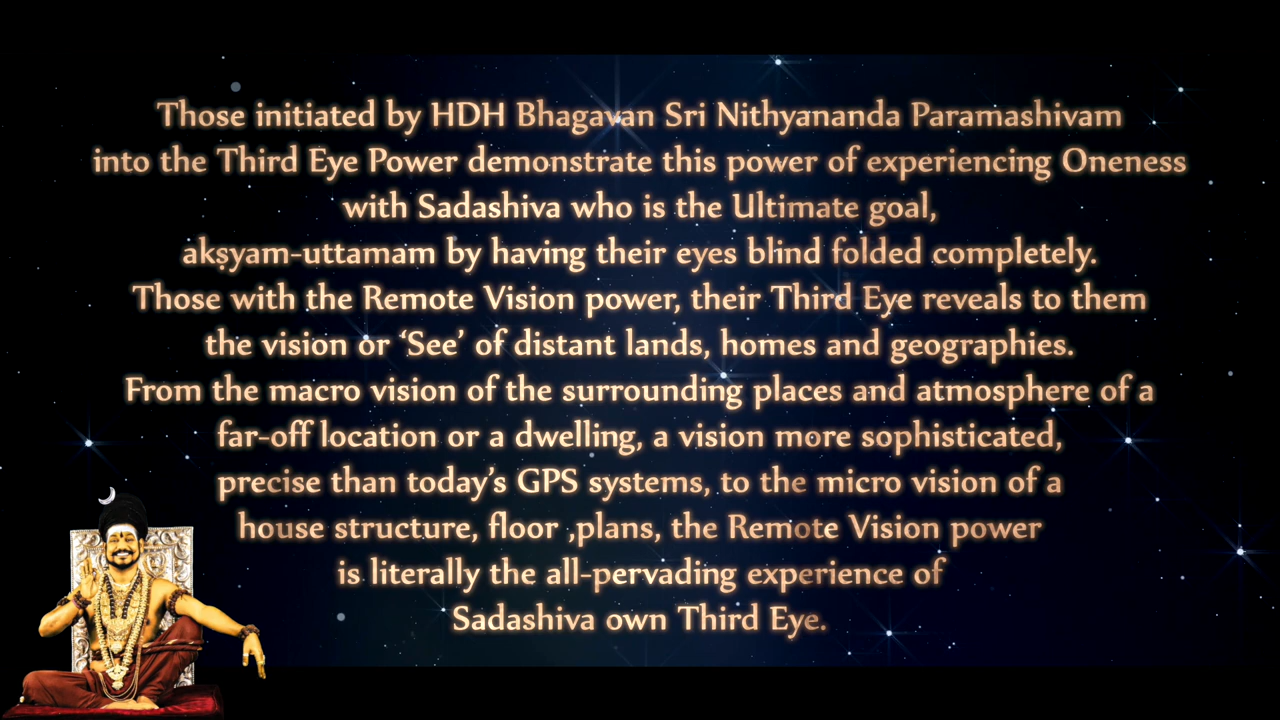 Those initiated by HDH Bhagavan Sri Nithyananda Paramashivam
into the Third Eye Power demonstrate this power of experiencing Oneness
with Sadashiva who is the Ultimate goal,
akṣyam-uttamam by having their eyes blind folded completely.
Those with the Remote Vision power, their Third Eye reveals to them
the vision or ‘See’ of distant lands, homes and geographies.
From the macro vision of the surrounding places and atmosphere of a
far-off location or a dwelling, a vision more sophisticated,
precise than today’s GPS systems, to the micro vision of a
house structure, floor ,plans, the Remote Vision power
is literally the all-pervading experience of
Sadashiva own Third Eye.